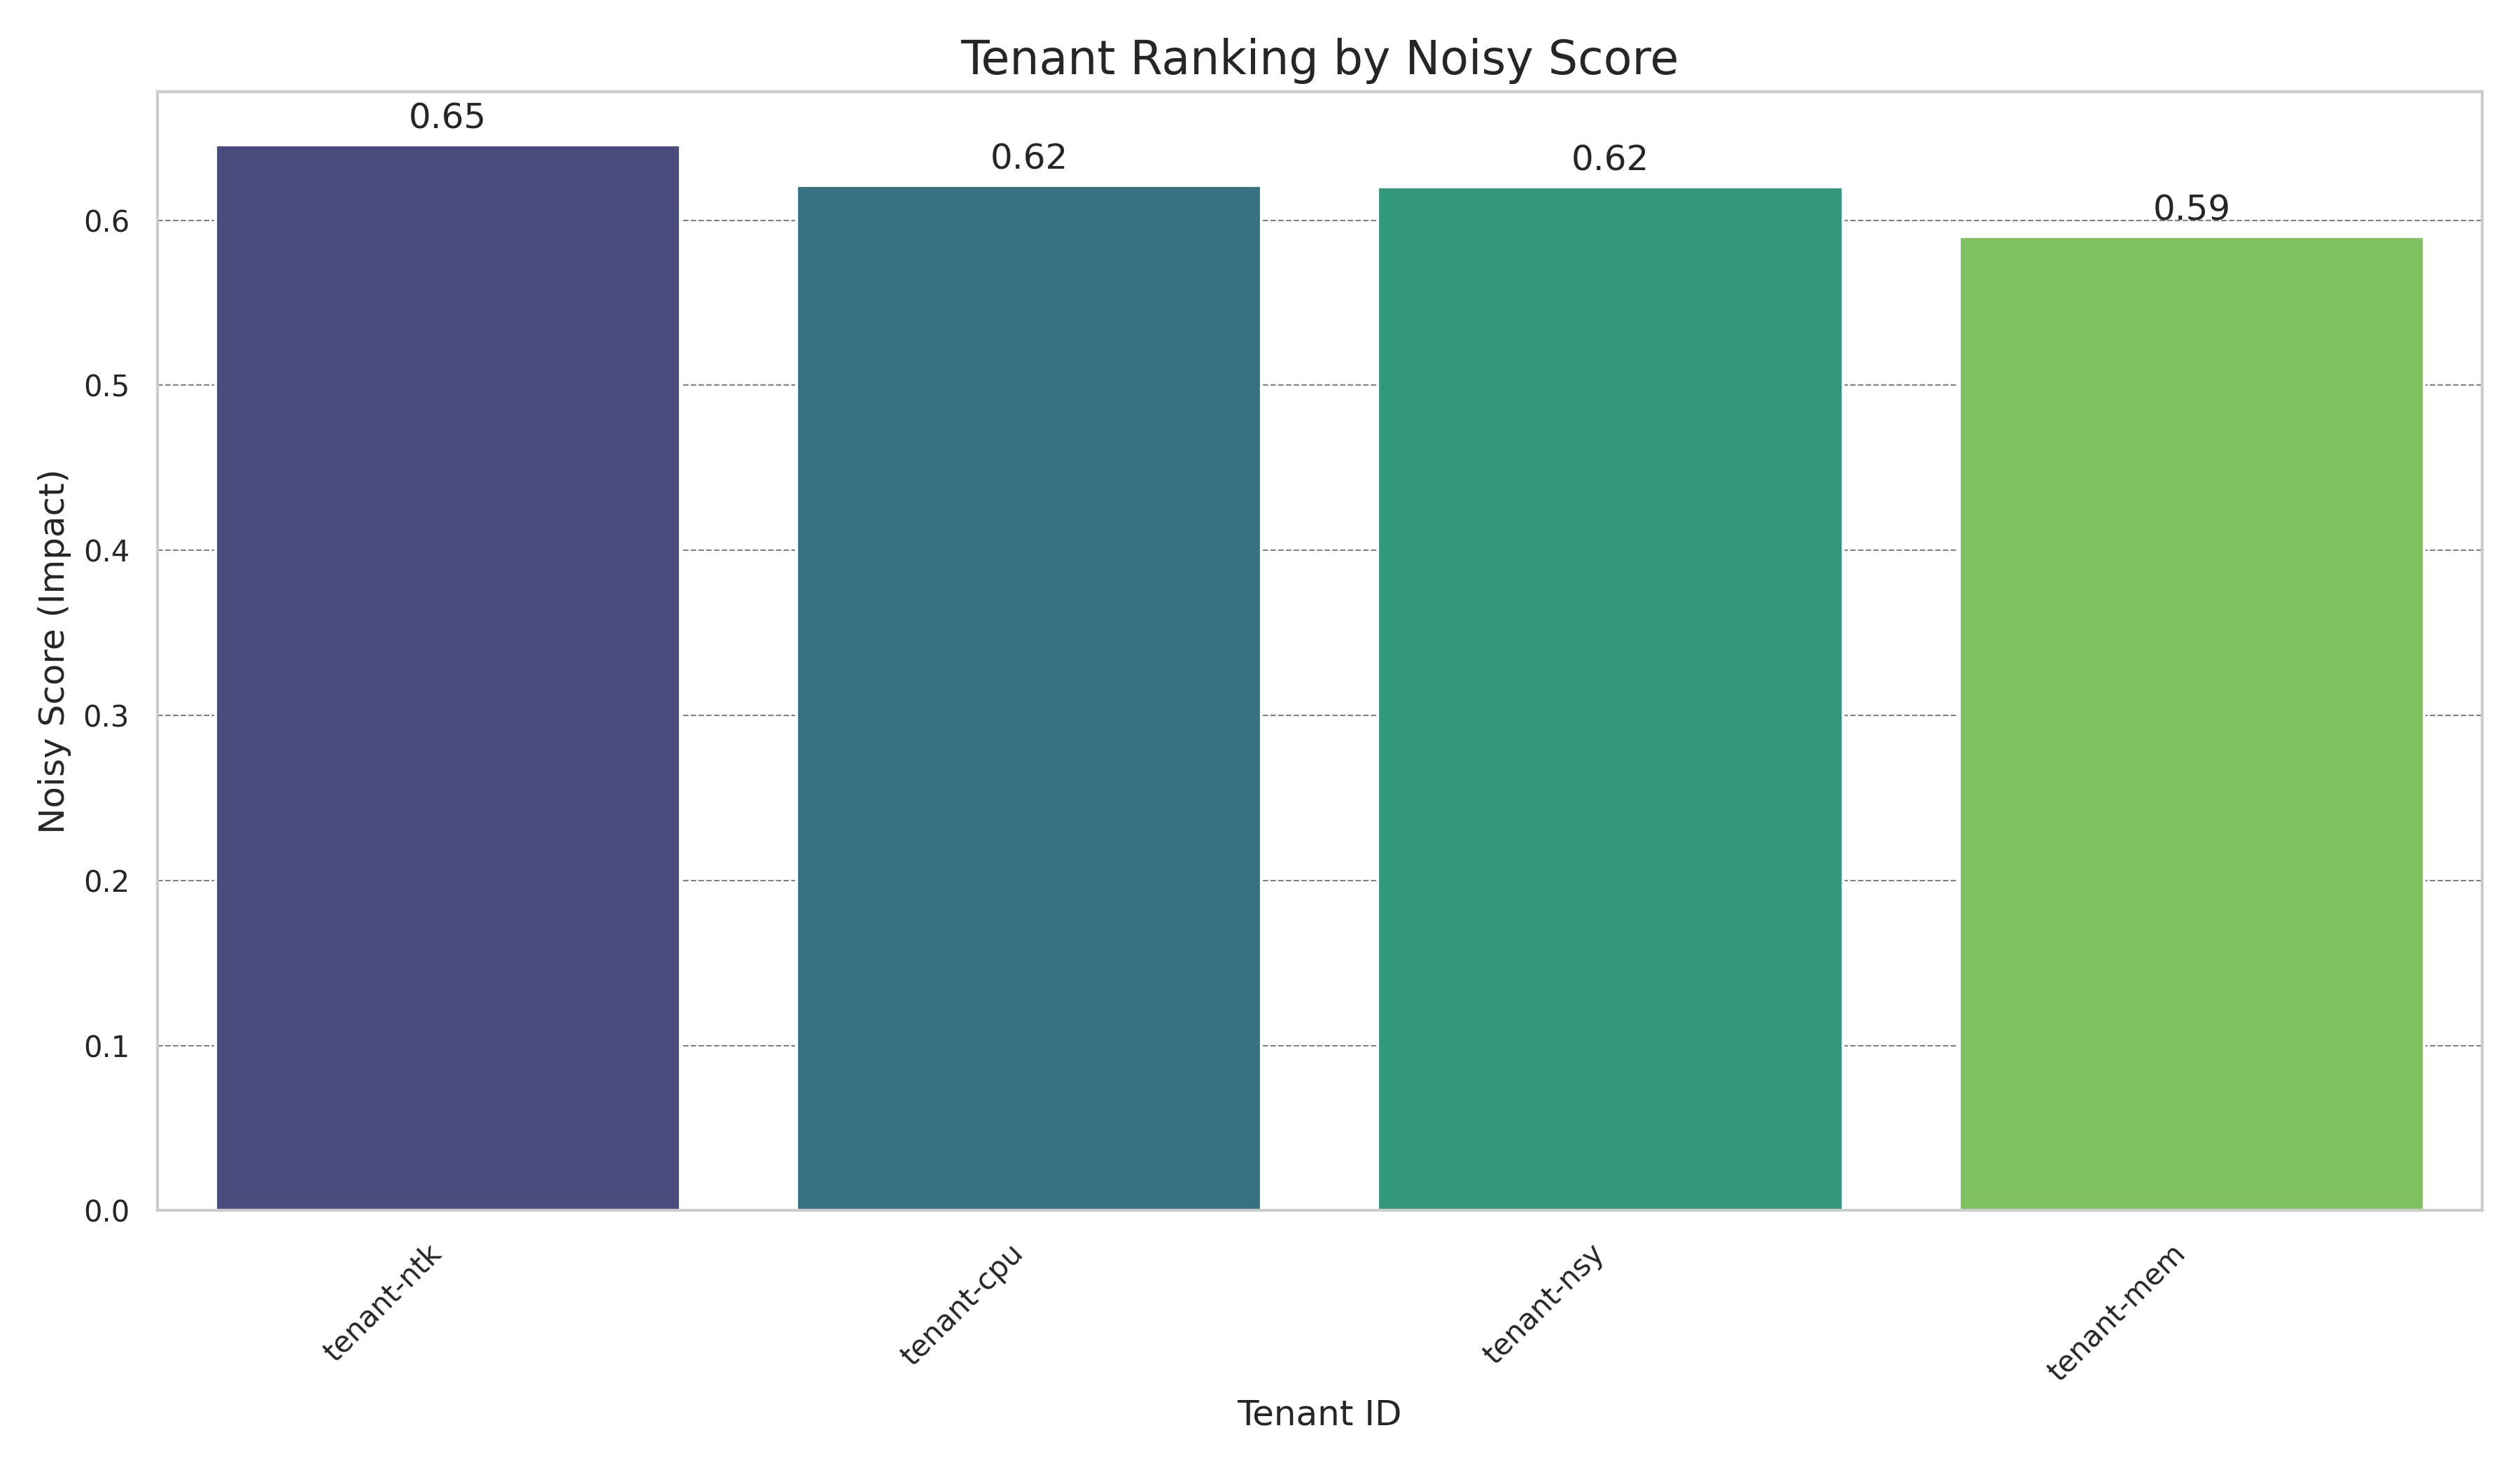 Tenant Ranking by Noisy Score
0.65
0.62
0.62
0.59
Noisy Score (Impact)
0.6
0.5
0.4
0.3
0.2
0.1
0.0
tenant-ntk
tenant-cpu
tenant-nsy
tenant-mem
Tenant ID